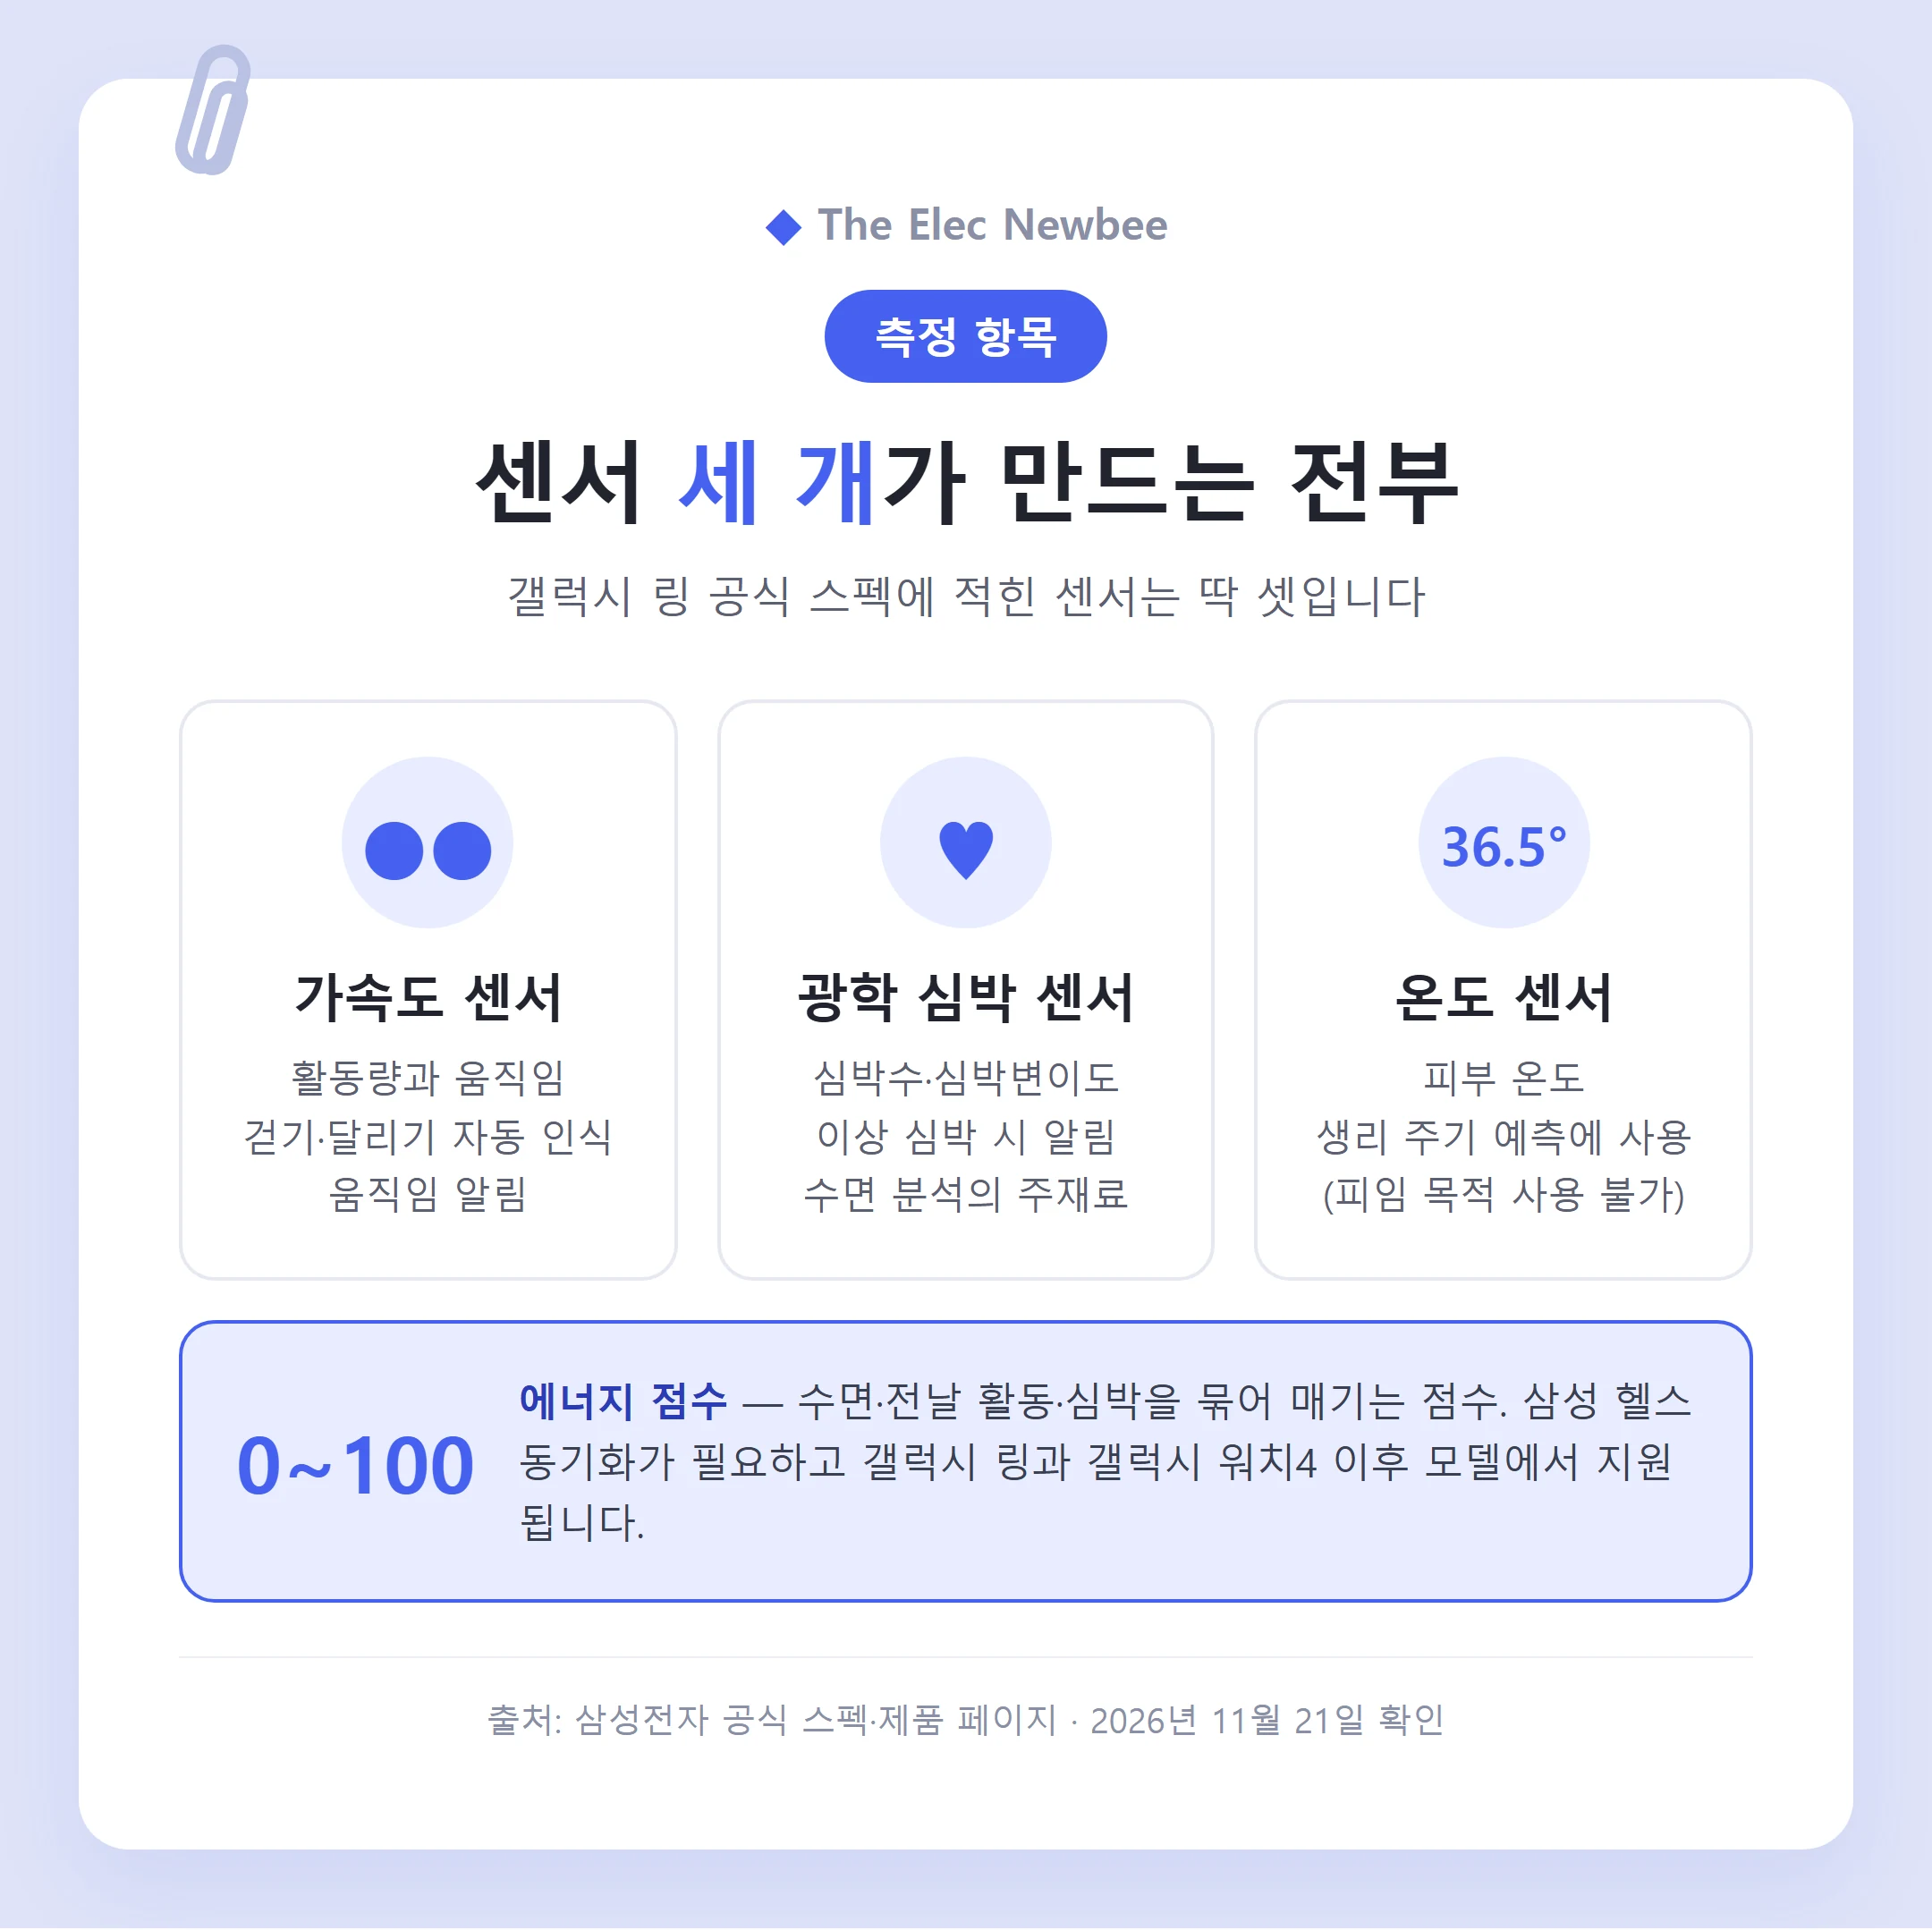 The Elec Newbee
측정 항목
센서 세 개가 만드는 전부
갤럭시 링 공식 스펙에 적힌 센서는 딱 셋입니다
가속도 센서
활동량과 움직임
걷기·달리기 자동 인식
움직임 알림
광학 심박 센서
심박수·심박변이도
이상 심박 시 알림
수면 분석의 주재료
36.5°
온도 센서
피부 온도
생리 주기 예측에 사용
(피임 목적 사용 불가)
0~100
에너지 점수 — 수면·전날 활동·심박을 묶어 매기는 점수. 삼성 헬스
동기화가 필요하고 갤럭시 링과 갤럭시 워치4 이후 모델에서 지원
됩니다.
출처: 삼성전자 공식 스펙·제품 페이지 · 2026년 11월 21일 확인